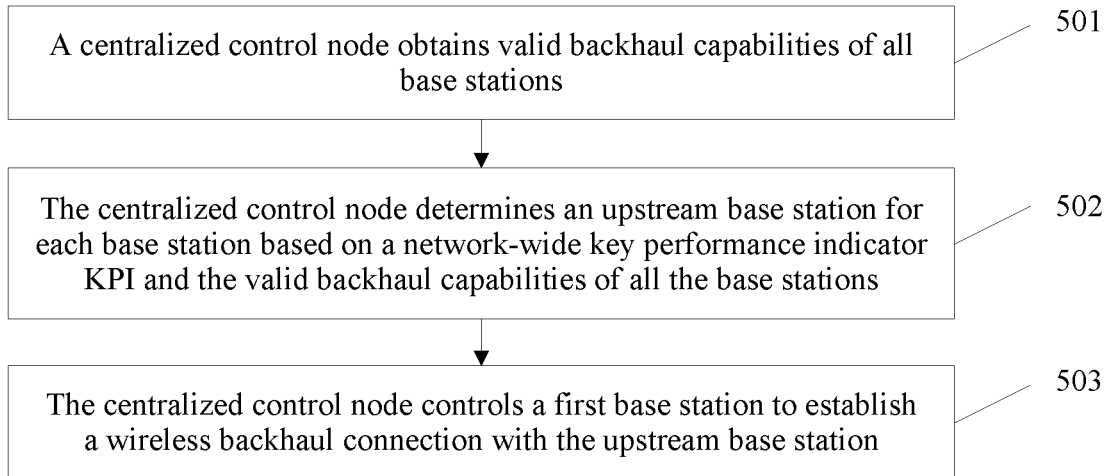 A centralized control node obtains valid backhaul capabilities of all
base stations
501
The centralized control node determines an upstream base station for
each base station based on a network-wide key performance indicator
KPI and the valid backhaul capabilities of all the base stations
502
The centralized control node controls a first base station to establish
a wireless backhaul connection with the upstream base station
503